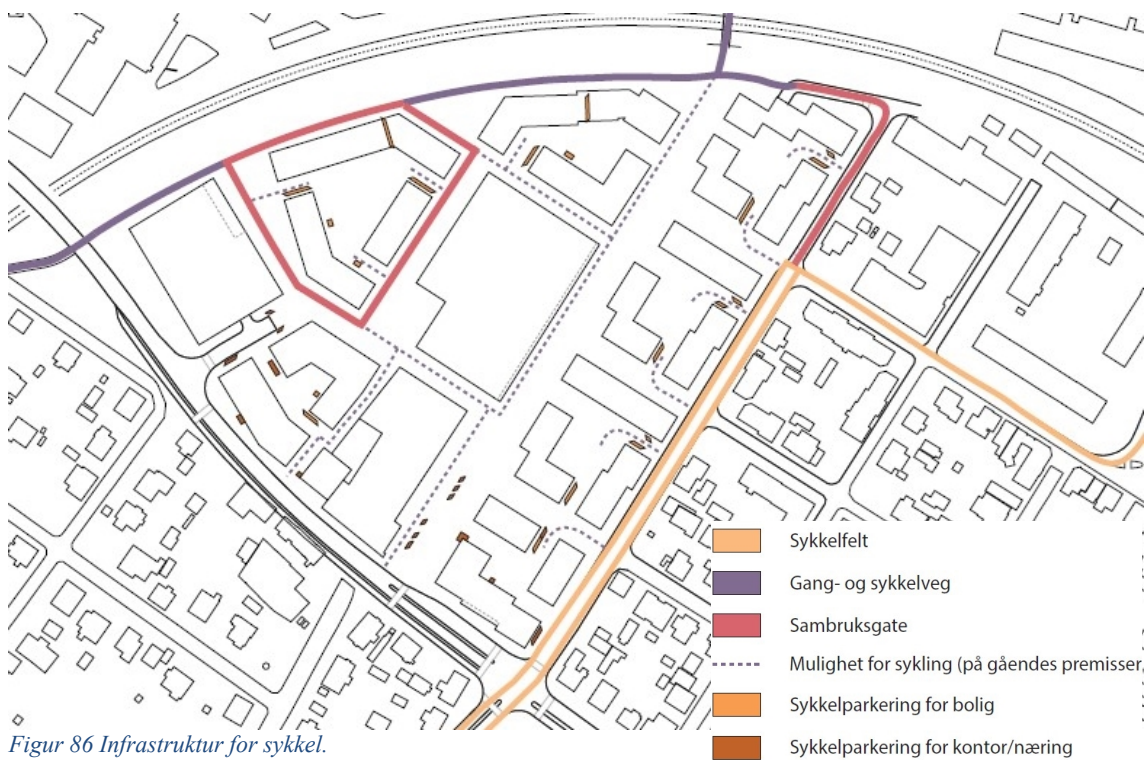 Sykkelfelt
Gang- og sykkelveg
Sambruksgate
Mulighet for sykling (på gåendes premisser
Sykkelparkering for bolig
Sykkelparkering for kontor/næring
Figur 86 Infrastruktur for sykkel.